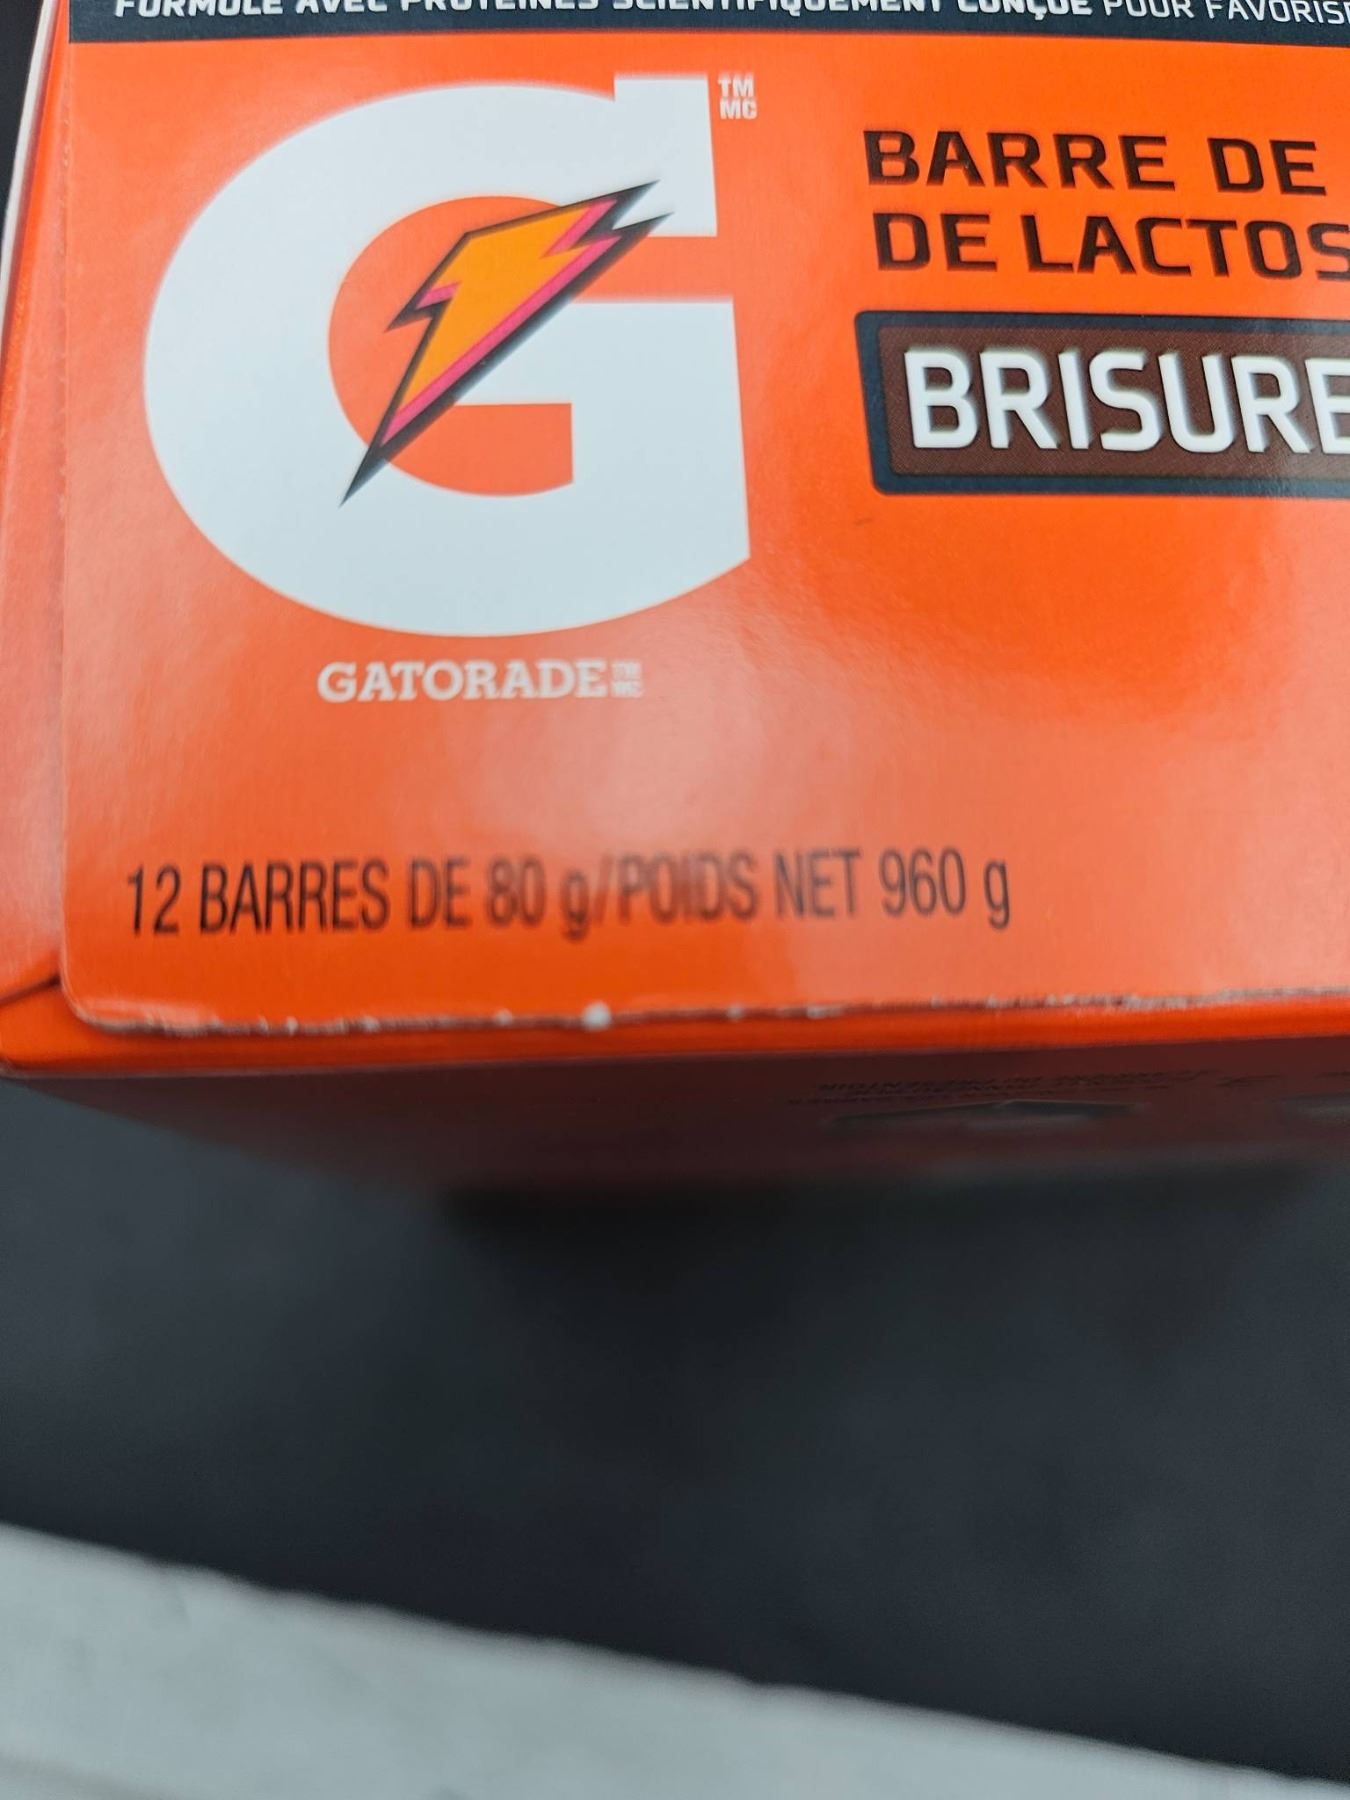 FORMULE AVEC PROTÉINES SCIENTIFIQUEMENT CONÇUE POUR FAVORISE
G
TM
MC
BARRE DE
DE LACTOS
BRISURE
GATORADE
12 BARRES DE 80 g/POIDS NET 960 g